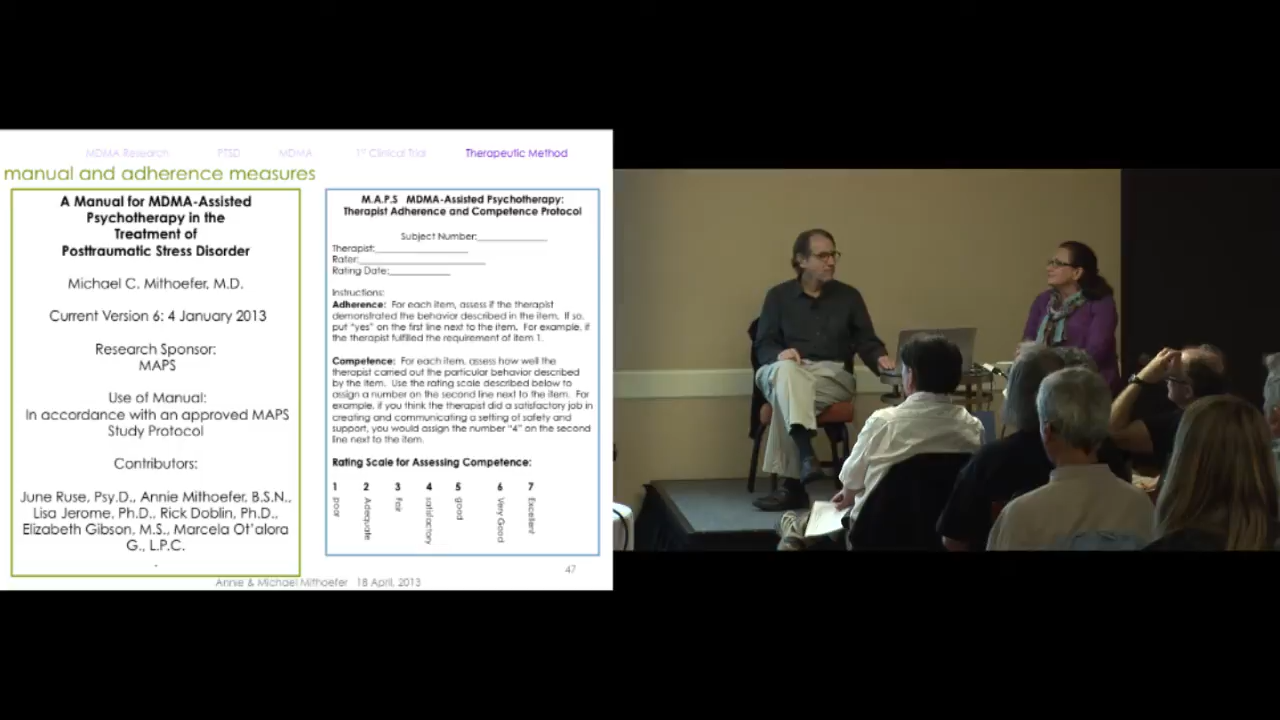 MDMA Research PTSD MDMA 1st Clinical Trial Therapeutic Method
manual and adherence measures
A Manual for MDMA-Assisted
Psychotherapy in the
Treatment of
Posttraumatic Stress Disorder
Michael C. Mithoefer, M.D.
Current Version 6: 4 January 2013
Research Sponsor:
MAPS
Use of Manual:
In accordance with an approved MAPS
Study Protocol
Contributors:
June Ruse, Psy.D., Annie Mithoefer, B.S.N.,
Lisa Jerome, Ph.D., Rick Doblin, Ph.D.,
Elizabeth Gibson, M.S., Marcela Ot'alora
G., L.P.C.
.
M.A.P.S MDMA-Assisted Psychotherapy:
Therapist Adherence and Competence Protocol
Subject Number:______________
Therapist:___________________
Rater:__________________________
Rating Date:____________
Instructions:
Adherence: For each item, assess if the therapist
demonstrated the behavior described in the item. If so,
put "yes" on the first line next to the item. For example, if
the therapist fulfilled the requirement of item 1.
Competence: For each item, assess how well the
therapist carried out the particular behavior described
by the item. Use the rating scale described below to
assign a number on the second line next to the item. For
example, if you think the therapist did a satisfactory job in
creating and communicating a setting of safety and
support, you would assign the number "4" on the second
line next to the item.
Rating Scale for Assessing Competence:
1 2 3 4 5 6 7
poor Adequate Fair satisfactory good Very Good Excellent
47
Annie & Michael Mithoefer 18 April, 2013